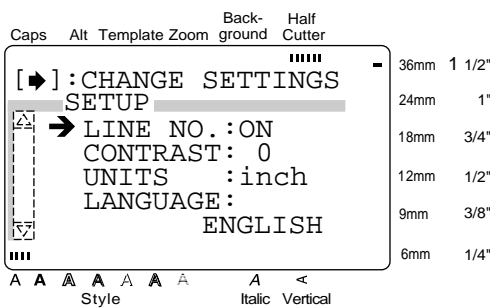 Back- Half
Caps Alt Template Zoom ground Cutter
[➡]:CHANGE SETTINGS
SETUP
➔ LINE NO.:ON
CONTRAST: 0
UNITS :inch
LANGUAGE:
ENGLISH
36mm 1 1/2"
24mm 1"
18mm 3/4"
12mm 1/2"
9mm 3/8"
6mm 1/4"
A A A A A A A A A
Style Italic Vertical